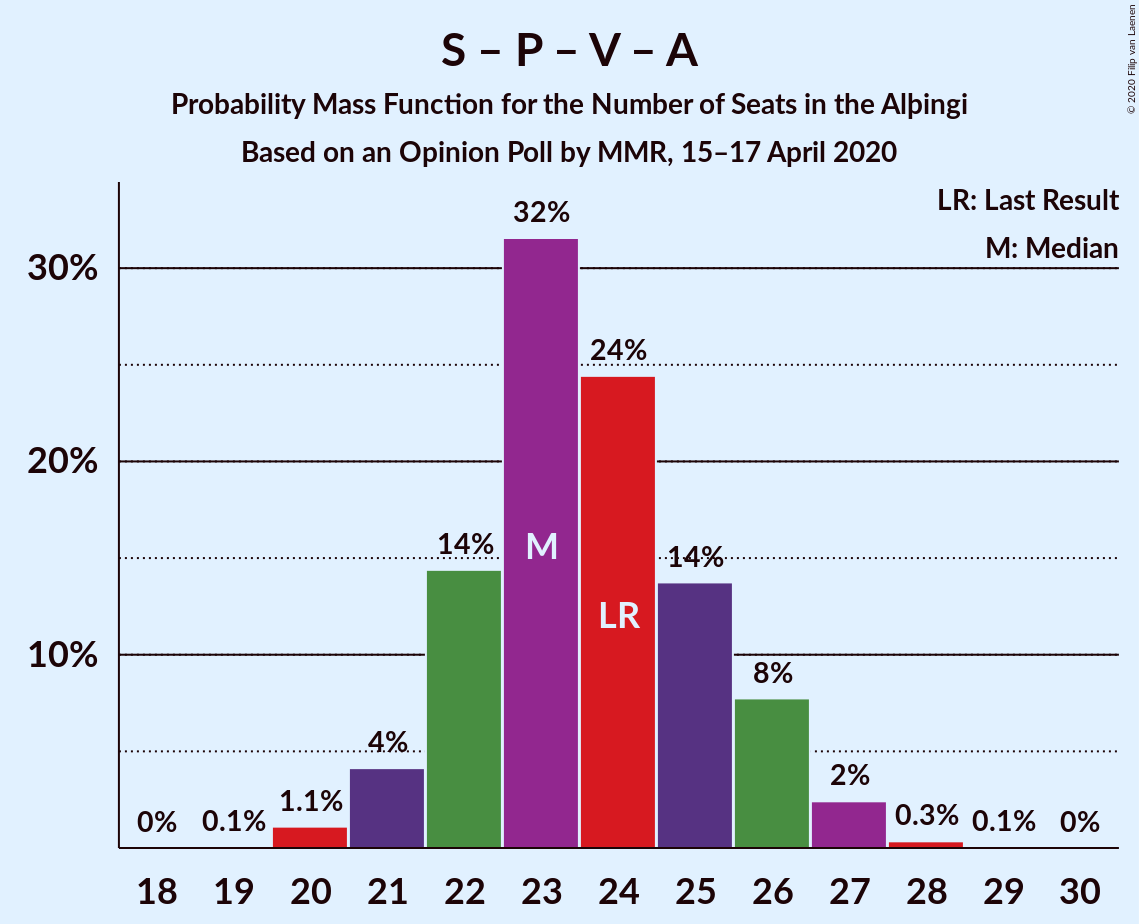 S – P – V – A
Probability Mass Function for the Number of Seats in the Alþingi
Based on an Opinion Poll by MMR, 15–17 April 2020
© 2020 Filip van Laenen
LR: Last Result
M: Median
30%
20%
10%
0%
0.1%
1.1%
4%
14%
32%
24%
14%
8%
2%
0.3%
0.1%
0%
M
LR
18 19 20 21 22 23 24 25 26 27 28 29 30